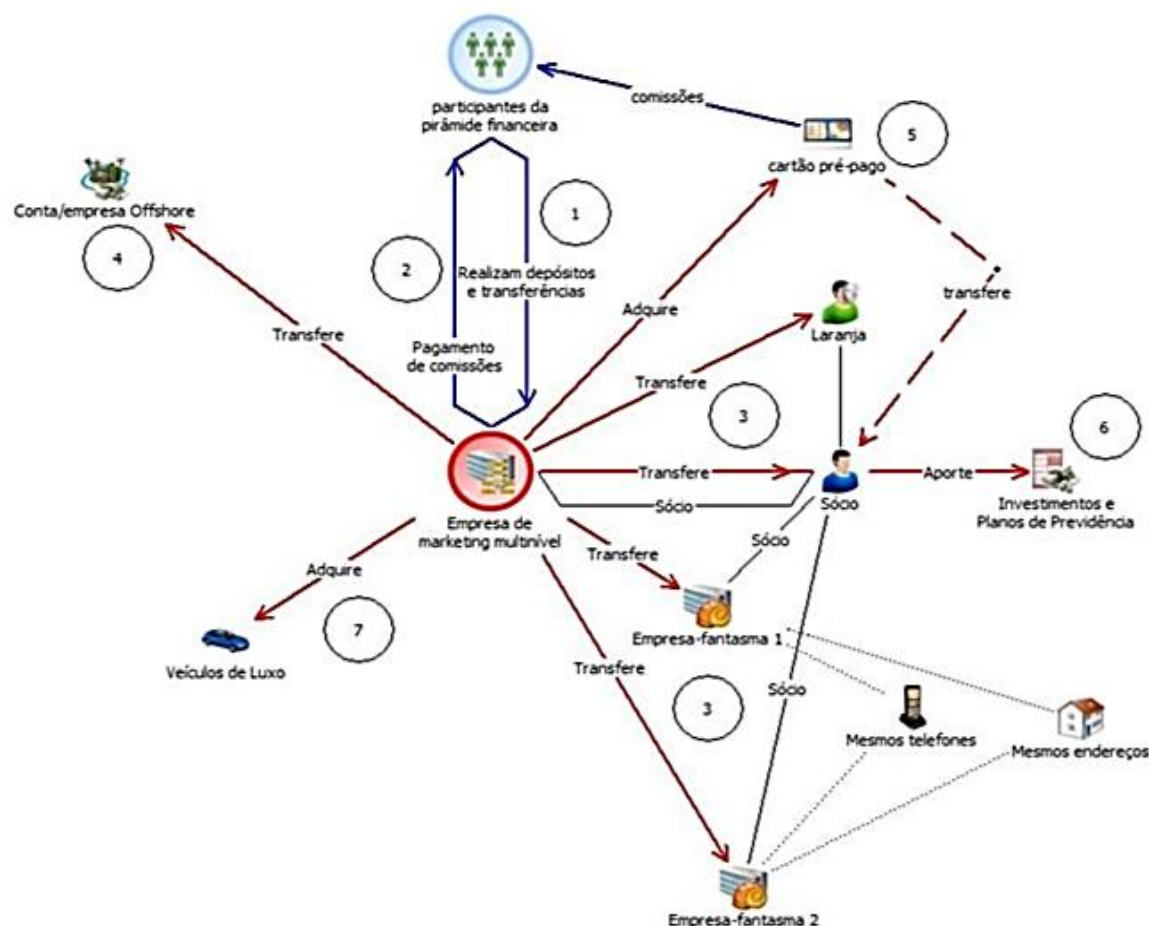 participantes da
pirâmide financeira
comissões
5
cartão pré-pago
Conta/empresa Offshore
4
1
2
Realizam depósitos
e transferências
transfere
Adquire
Laranja
Transfere
Pagamento
de comissões
Transfere
3
6
Transfere
Aporte
Sócio
Sócio
Investimentos e
Planos de Previdência
Empresa de
marketing multinível
Sócio
Transfere
Adquire
7
Empresa-fantasma 1
Veículos de Luxo
Transfere
Sócio
3
Mesmos telefones
Mesmos endereços
Empresa-fantasma 2